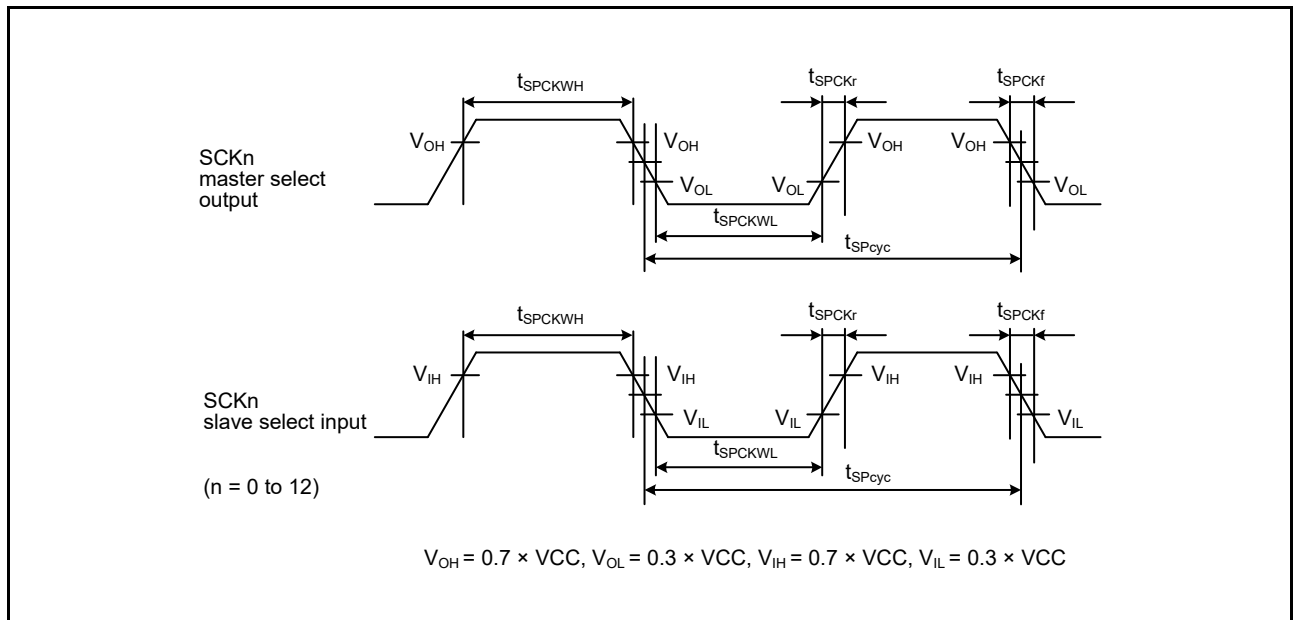 tSPCKWH
tSPCKr
tSPCKf
SCKn
master select
output
VOH
VOH
VOL
VOL
VOH
VOH
VOL
tSPCKWL
tSPcyc
tSPCKWH
tSPCKr
tSPCKf
SCKn
slave select input
VIH
VIH
VIL
VIL
VIH
VIH
VIL
tSPCKWL
tSPcyc
(n = 0 to 12)
VOH = 0.7 × VCC, VOL = 0.3 × VCC, VIH = 0.7 × VCC, VIL = 0.3 × VCC